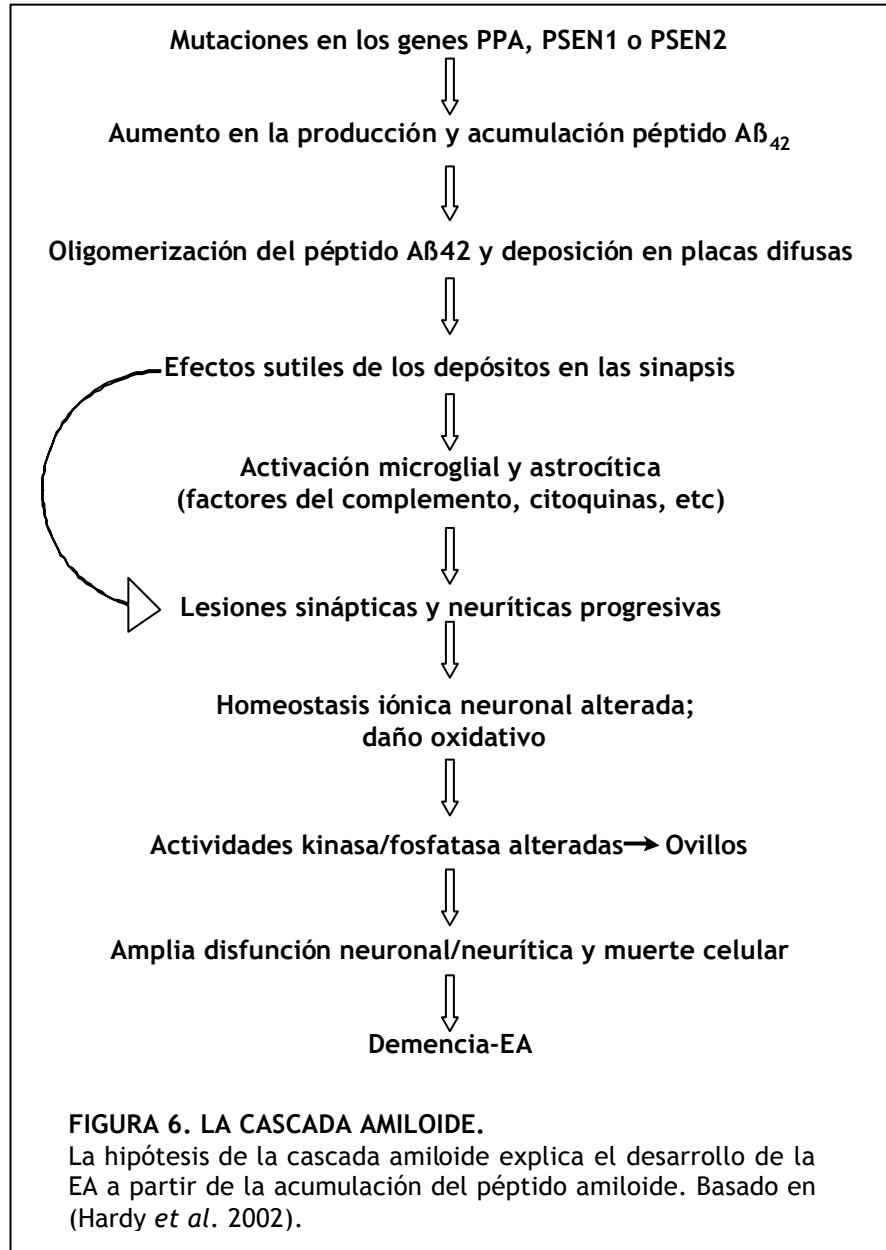 Mutaciones en los genes PPA, PSEN1 o PSEN2
Aumento en la producción y acumulación péptido Aß₄₂
Oligomerización del péptido Aß42 y deposición en placas difusas
Efectos sutiles de los depósitos en las sinapsis
Activación microglial y astrocítica
(factores del complemento, citoquinas, etc)
Lesiones sinápticas y neuríticas progresivas
Homeostasis iónica neuronal alterada;
daño oxidativo
Actividades kinasa/fosfatasa alteradas→ Ovillos
Amplia disfunción neuronal/neurítica y muerte celular
Demencia-EA
FIGURA 6. LA CASCADA AMILOIDE.
La hipótesis de la cascada amiloide explica el desarrollo de la
EA a partir de la acumulación del péptido amiloide. Basado en
(Hardy et al. 2002).